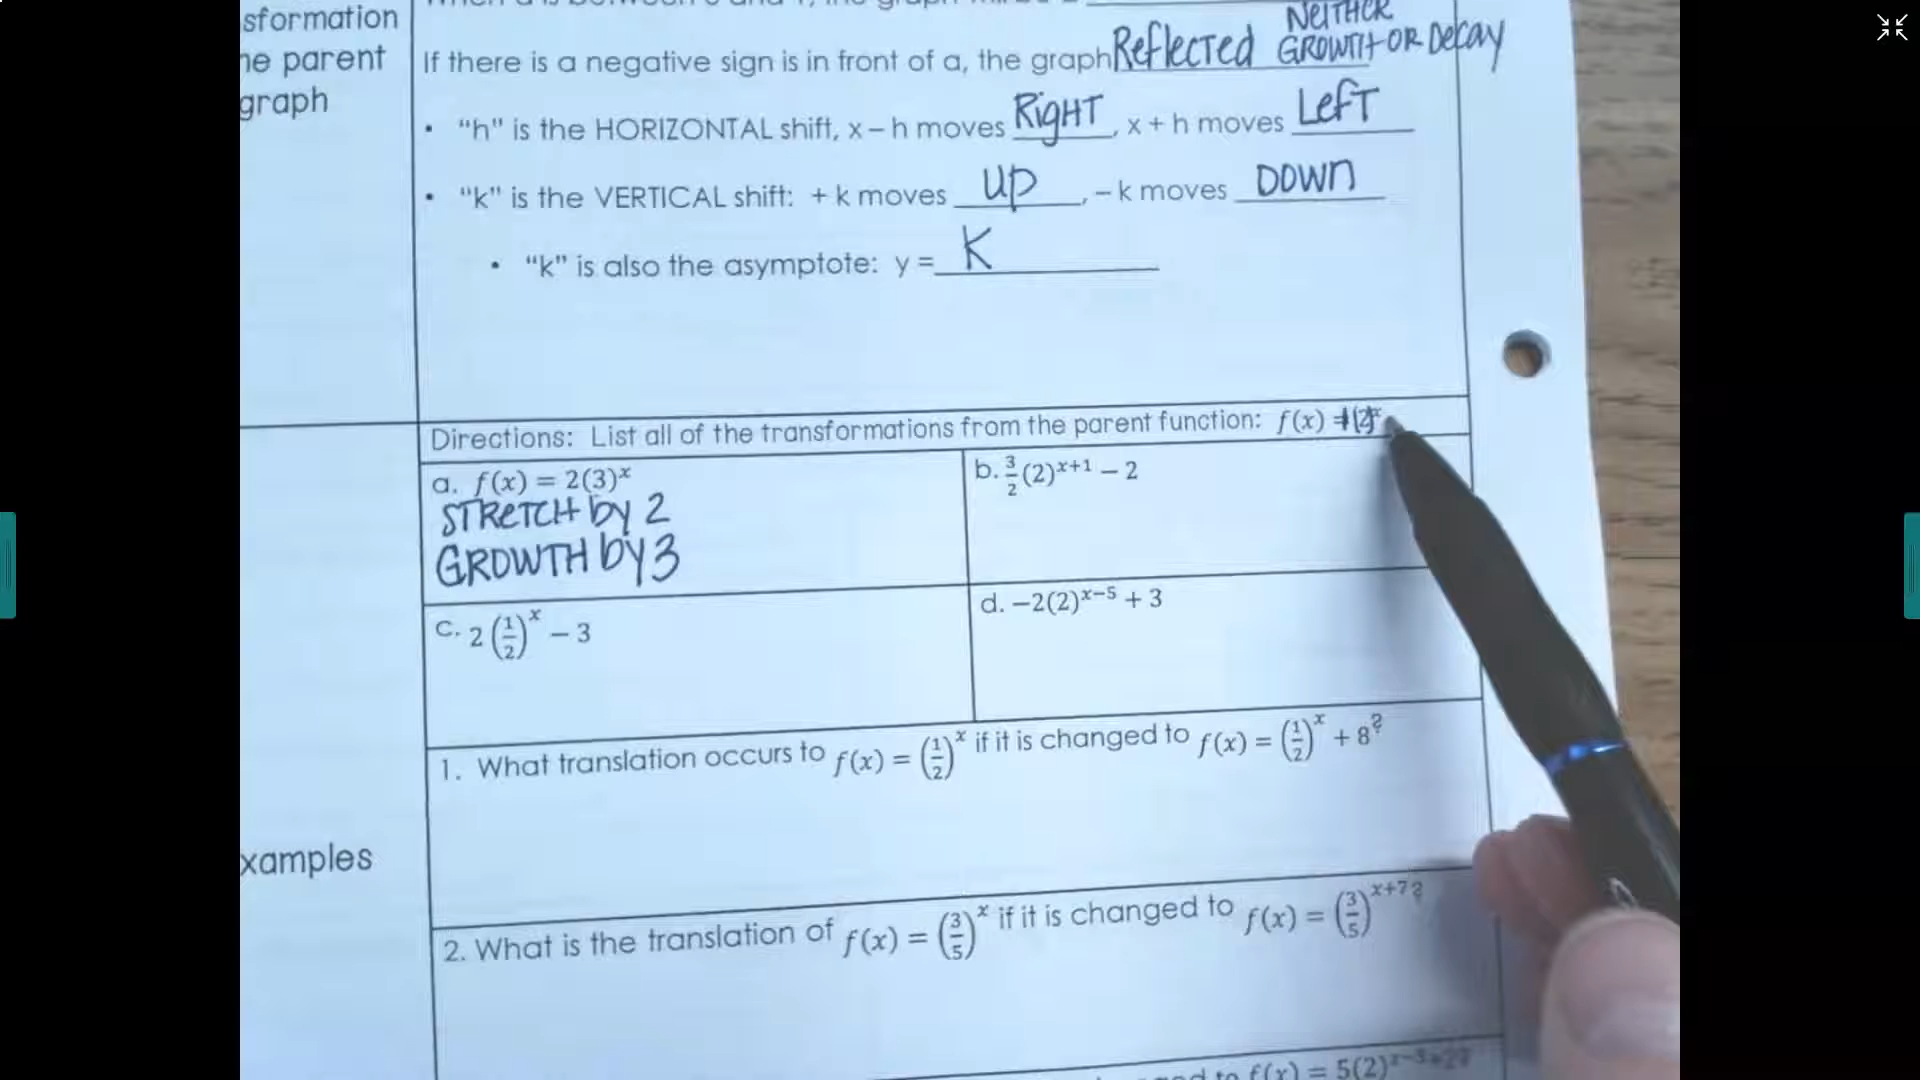 sformation
he parent
graph
If there is a negative sign is in front of a, the graph Reflected NEITHER GROWTH OR Decay
• "h" is the HORIZONTAL shift, x – h moves RigHT, x + h moves LefT
• "k" is the VERTICAL shift: + k moves up, – k moves DOWN
• "k" is also the asymptote: y = K
Directions: List all of the transformations from the parent function: f(x) =
a. f(x) = 2(3)^x
STRETCH by 2
GROWTH by 3
b. 3/2 (2)^{x+1} – 2
c. 2(1/2)^x – 3
d. –2(2)^{x–5} + 3
1. What translation occurs to f(x) = (1/2)^x if it is changed to f(x) = (1/2)^x + 8?
xamples
2. What is the translation of f(x) = (3/5)^x if it is changed to f(x) = (3/5)^{x+7}?
to f(x) = 5(2)